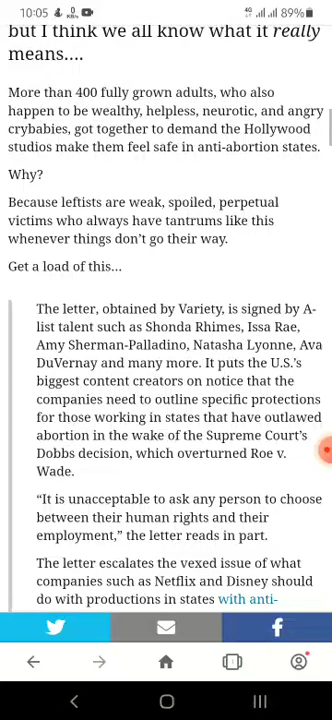 10:05 4G 89%
but I think we all know what it really
means….
More than 400 fully grown adults, who also
happen to be wealthy, helpless, neurotic, and angry
crybabies, got together to demand the Hollywood
studios make them feel safe in anti-abortion states.
Why?
Because leftists are weak, spoiled, perpetual
victims who always have tantrums like this
whenever things don’t go their way.
Get a load of this…
The letter, obtained by Variety, is signed by A-
list talent such as Shonda Rhimes, Issa Rae,
Amy Sherman-Palladino, Natasha Lyonne, Ava
DuVernay and many more. It puts the U.S.’s
biggest content creators on notice that the
companies need to outline specific protections
for those working in states that have outlawed
abortion in the wake of the Supreme Court’s
Dobbs decision, which overturned Roe v.
Wade.
“It is unacceptable to ask any person to choose
between their human rights and their
employment,” the letter reads in part.
The letter escalates the vexed issue of what
companies such as Netflix and Disney should
do with productions in states with anti-